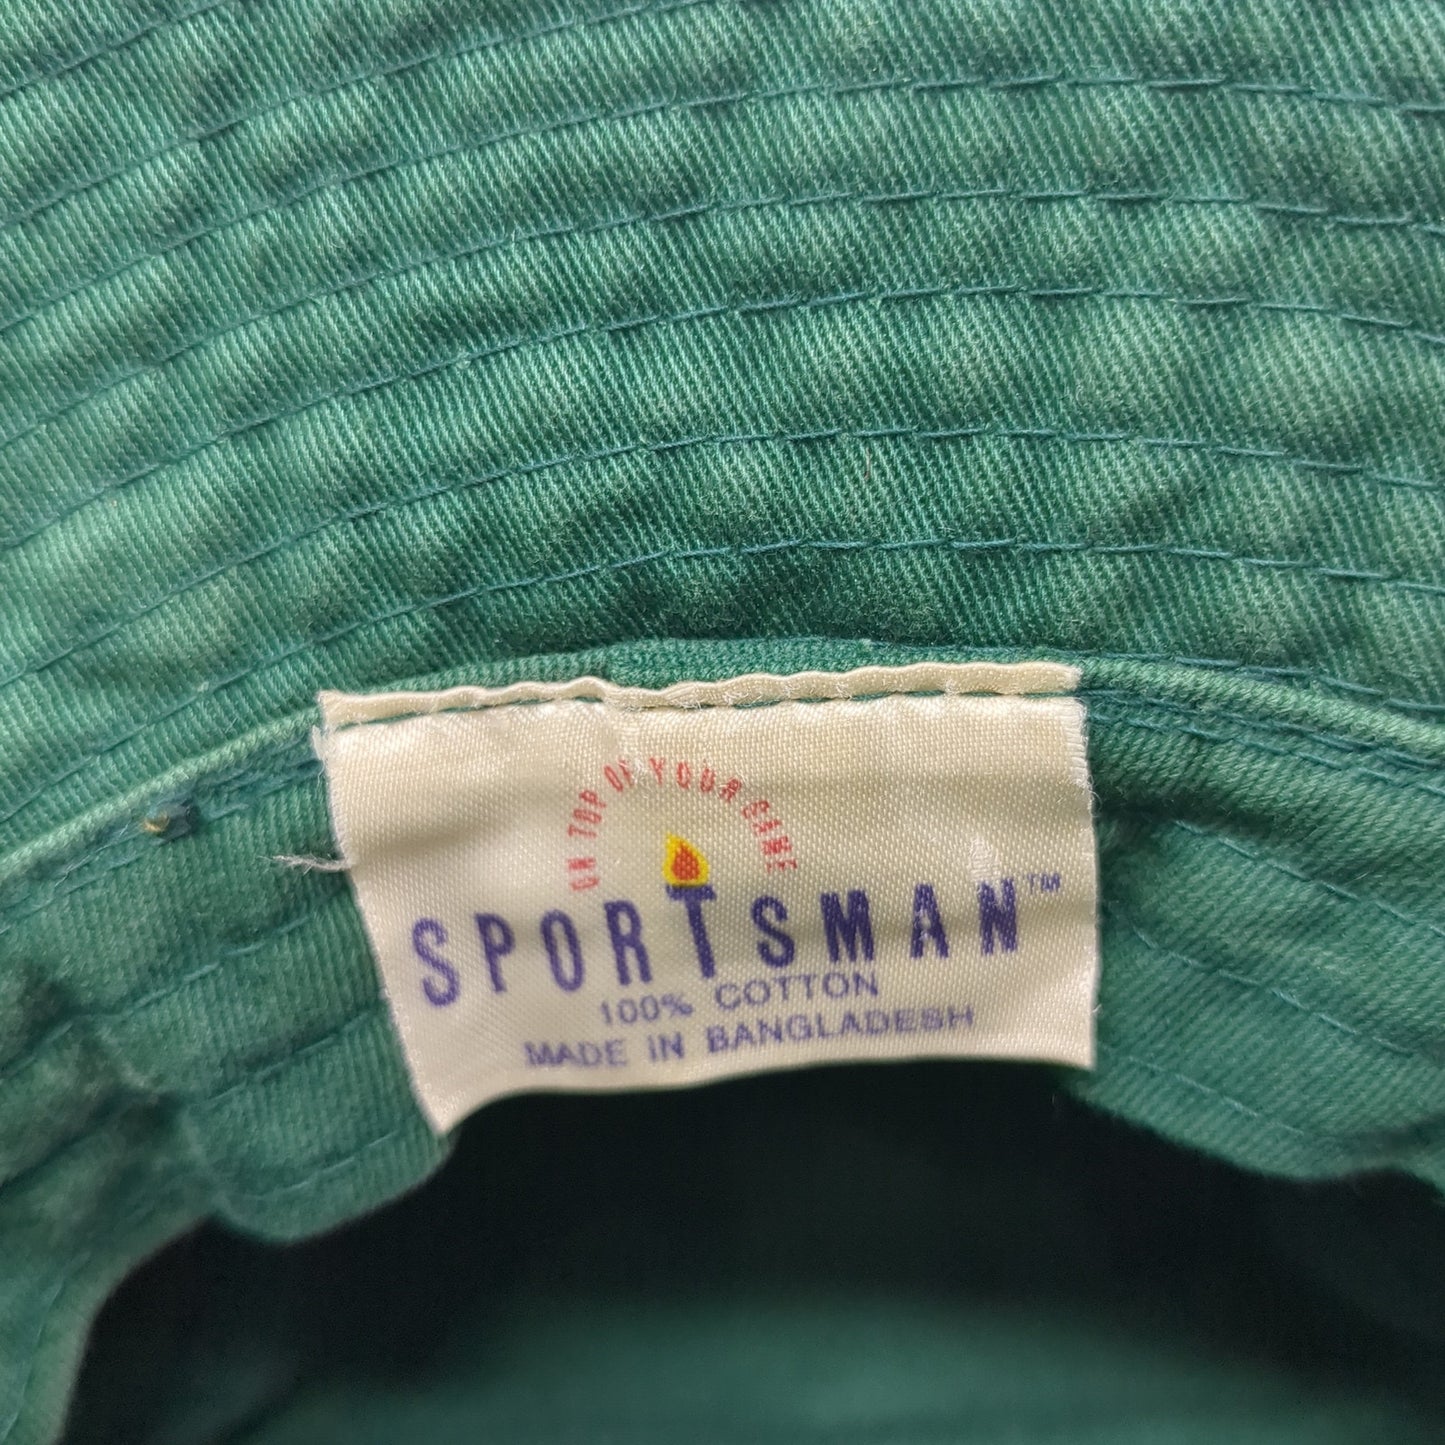 ON TOP OF YOUR GAME
SPORTSMAN™
100% COTTON
MADE IN BANGLADESH